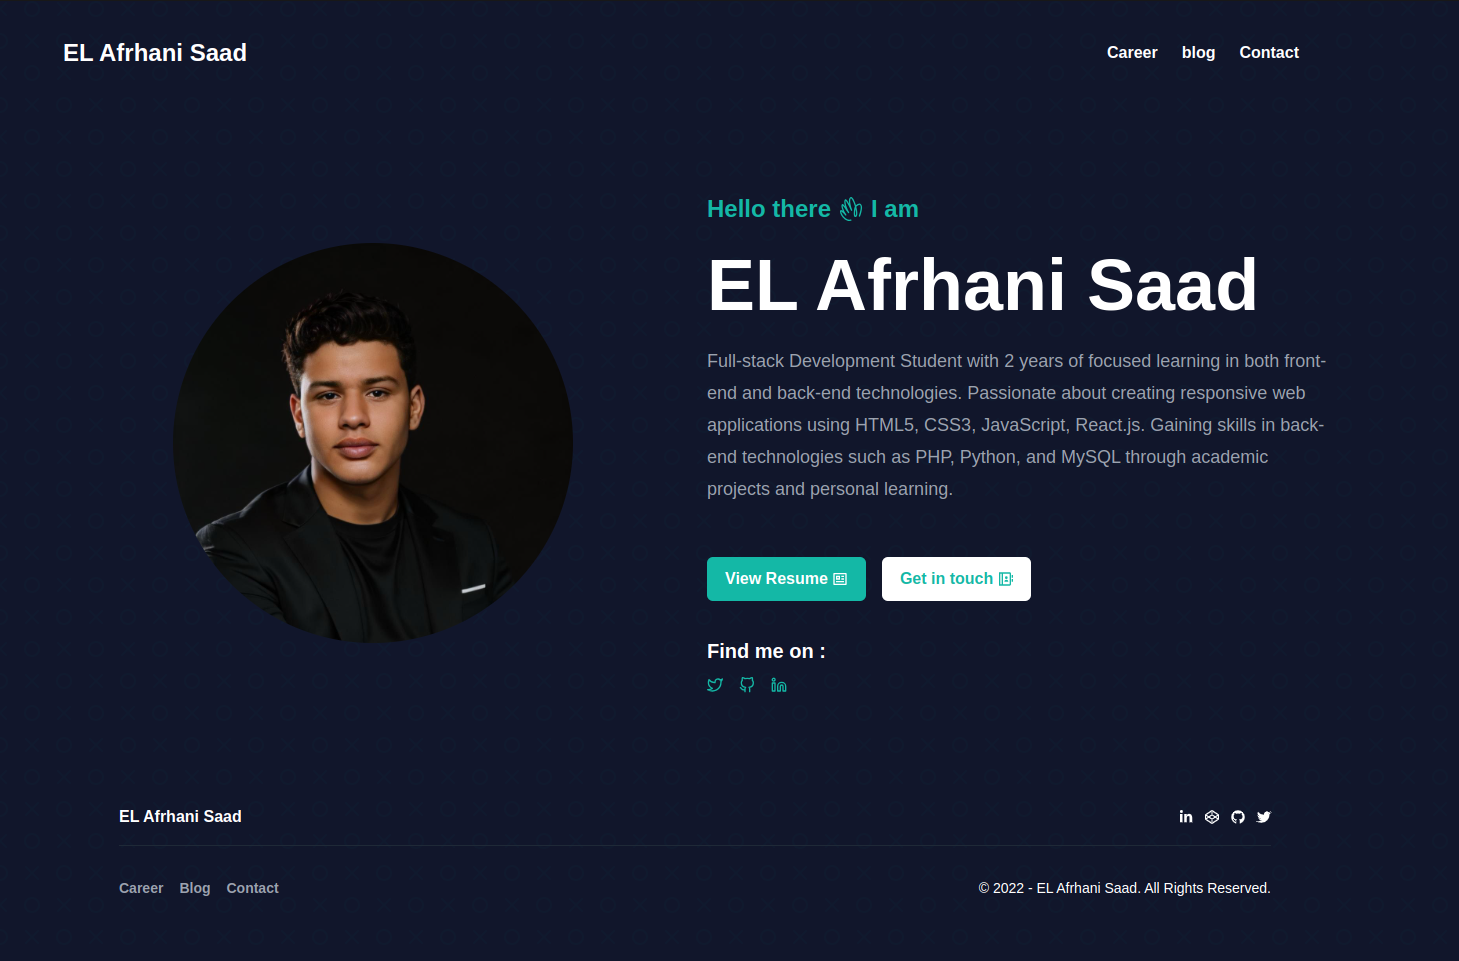 EL Afrhani Saad
Career blog Contact
Hello there I am
EL Afrhani Saad
Full-stack Development Student with 2 years of focused learning in both front-
end and back-end technologies. Passionate about creating responsive web
applications using HTML5, CSS3, JavaScript, React.js. Gaining skills in back-
end technologies such as PHP, Python, and MySQL through academic
projects and personal learning.
View Resume
Get in touch
Find me on :
EL Afrhani Saad
Career Blog Contact
© 2022 - EL Afrhani Saad. All Rights Reserved.